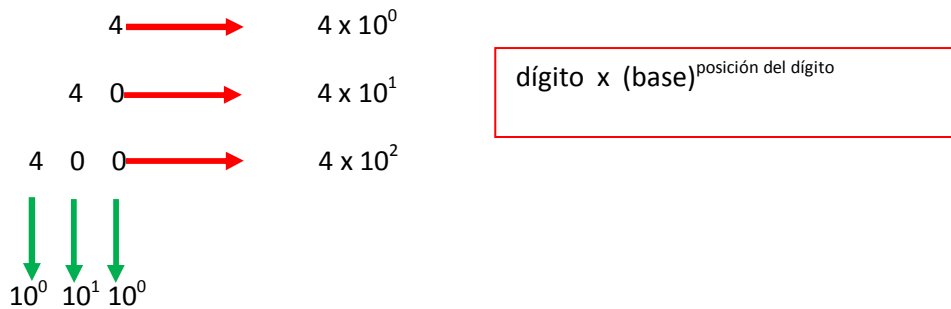 4 4 x 10⁰
dígito x (base)^posición del dígito
4 0 4 x 10¹
4 0 0 4 x 10²
10⁰ 10¹ 10⁰